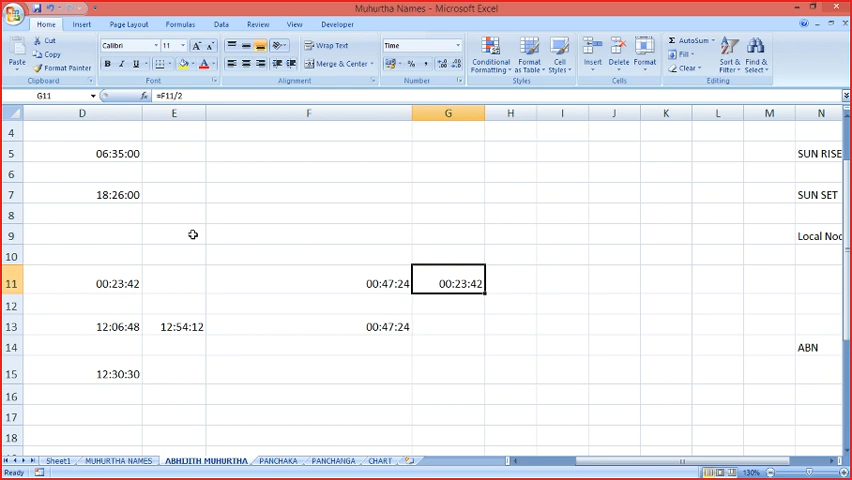 Muhurtha Names - Microsoft Excel
Home Insert Page Layout Formulas Data Review View Developer
Paste Cut Copy Format Painter Clipboard
Calibri 11 A A B I U Font
Wrap Text Merge & Center Alignment
Time % , Number
Conditional Formatting Format as Table Cell Styles Styles
Insert Delete Format Cells
Σ AutoSum Fill Clear Sort & Filter Find & Select Editing
G11 fx =F11/2
D E F G H I J K L M N
4
5 06:35:00 SUN RISE
6
7 18:26:00 SUN SET
8
9 Local Noo
10
11 00:23:42 00:47:24 00:23:42
12
13 12:06:48 12:54:12 00:47:24
14 ABN
15 12:30:30
16
17
18
Sheet1 MUHURTHA NAMES ABHIJITH MUHURTHA PANCHAKA PANCHANGA CHART
Ready 130%